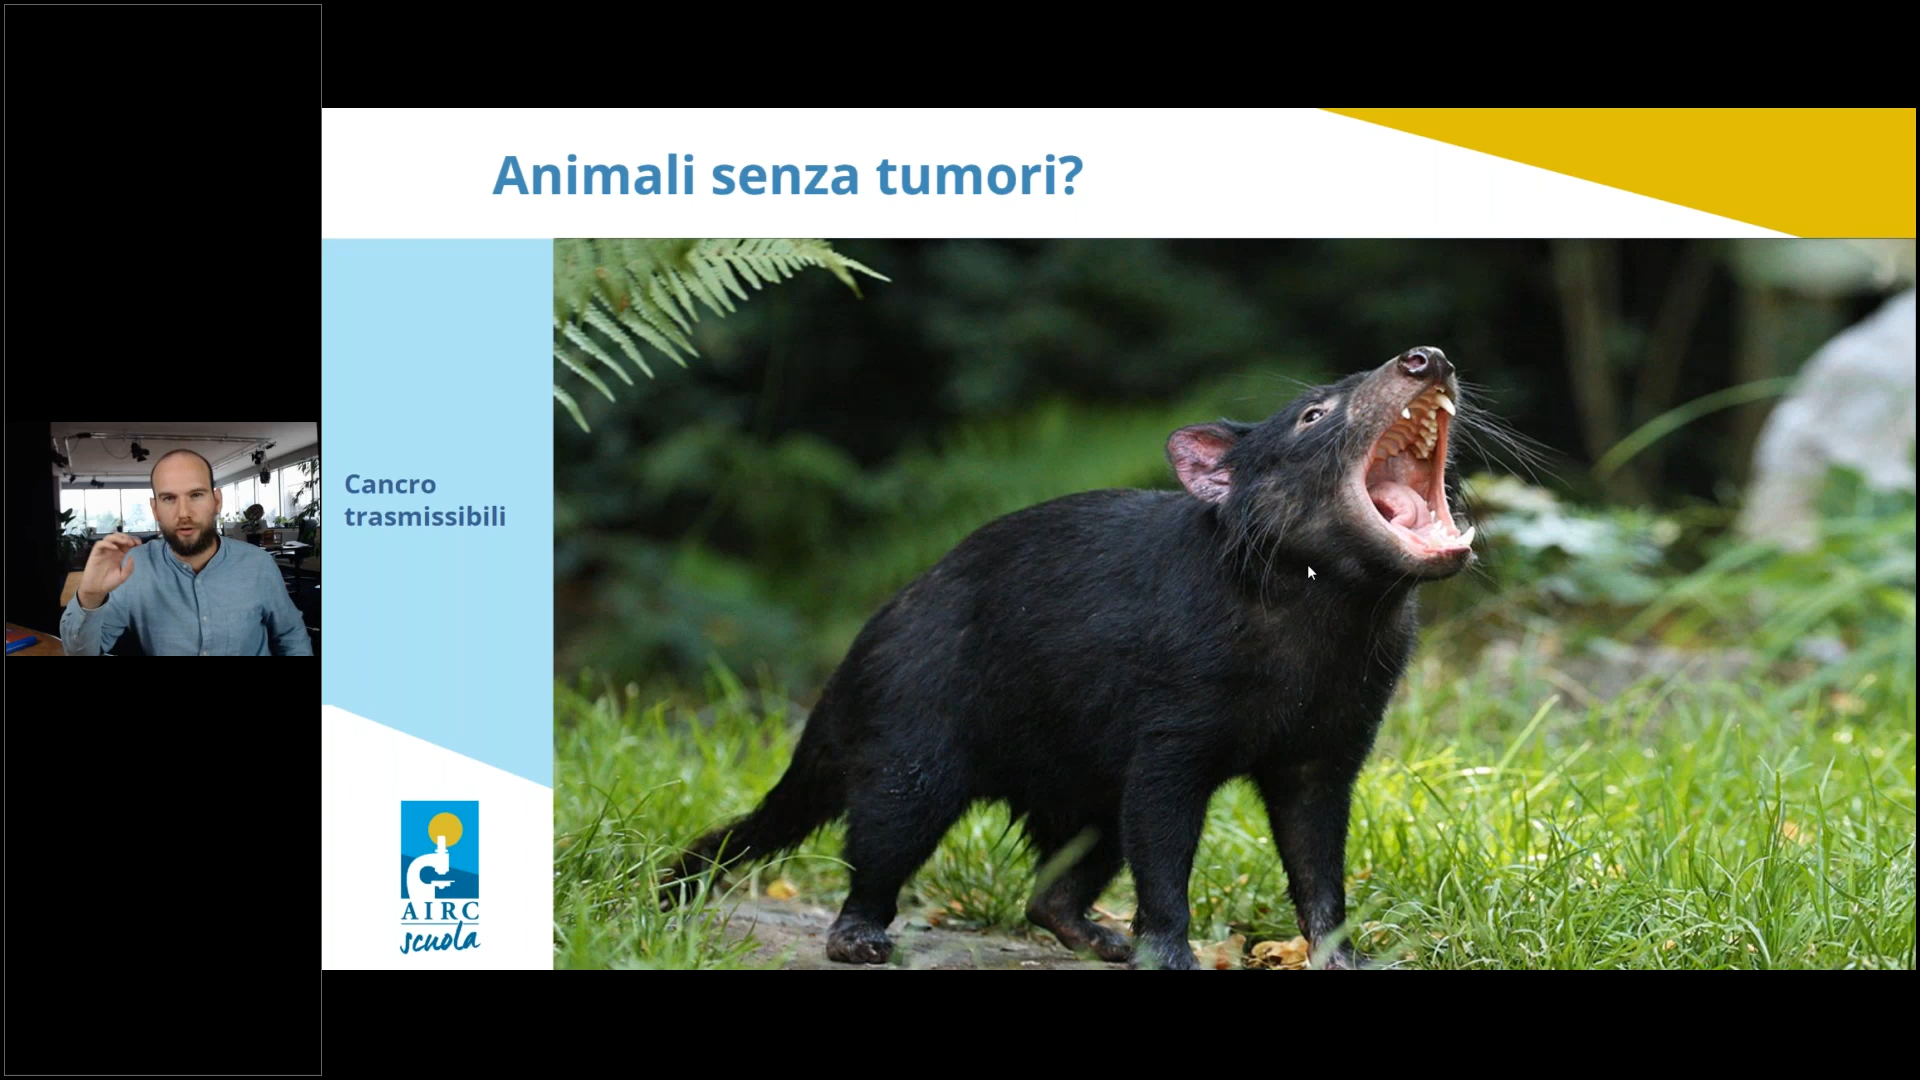 Animali senza tumori?
Cancro
trasmissibili
AIRC
scuola